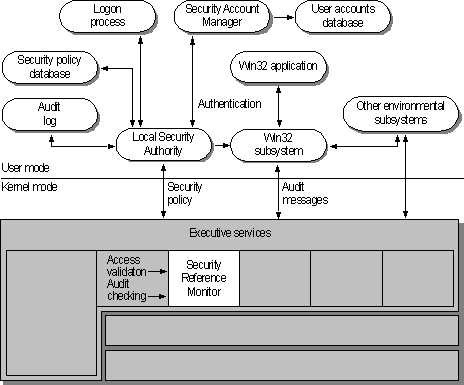 Logon
process
Security Account
Manager
User accounts
database
Security policy
database
Win32 application
Audit
log
Authentication
Other environmental
subsystems
Local Security
Authority
Win32
subsystem
User mode
Kernel mode
Security
policy
Audit
messages
Executive services
Access
validaton
Audit
checking
Security
Reference
Monitor